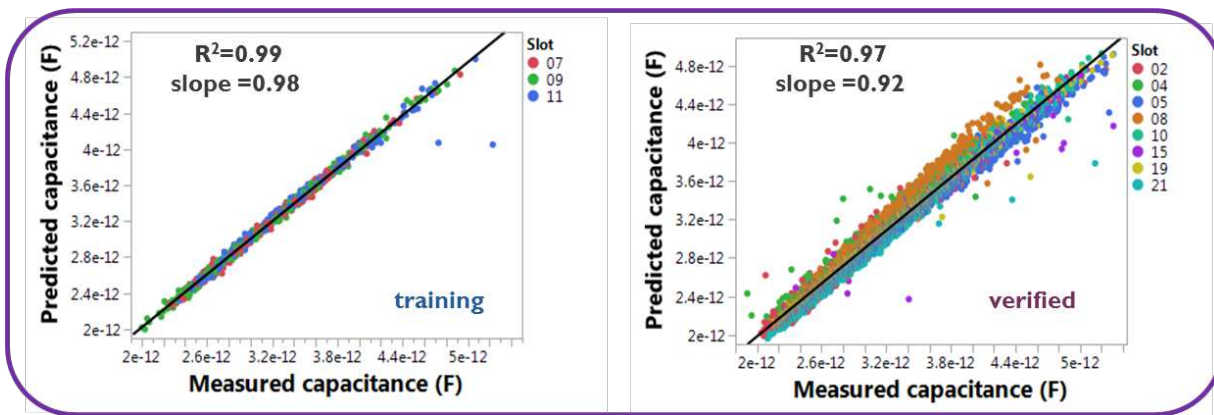 R²=0.99
slope =0.98
Predicted capacitance (F)
5.2e-12
4.8e-12
4.4e-12
4e-12
3.6e-12
3.2e-12
2.8e-12
2.4e-12
2e-12
2e-12 2.6e-12 3.2e-12 3.8e-12 4.4e-12 5e-12
Measured capacitance (F)
training
Slot
07
09
11
R²=0.97
slope =0.92
Predicted capacitance (F)
4.8e-12
4.4e-12
4e-12
3.6e-12
3.2e-12
2.8e-12
2.4e-12
2e-12
2e-12 2.6e-12 3.2e-12 3.8e-12 4.4e-12 5e-12
Measured capacitance (F)
verified
Slot
02
04
05
08
10
15
19
21